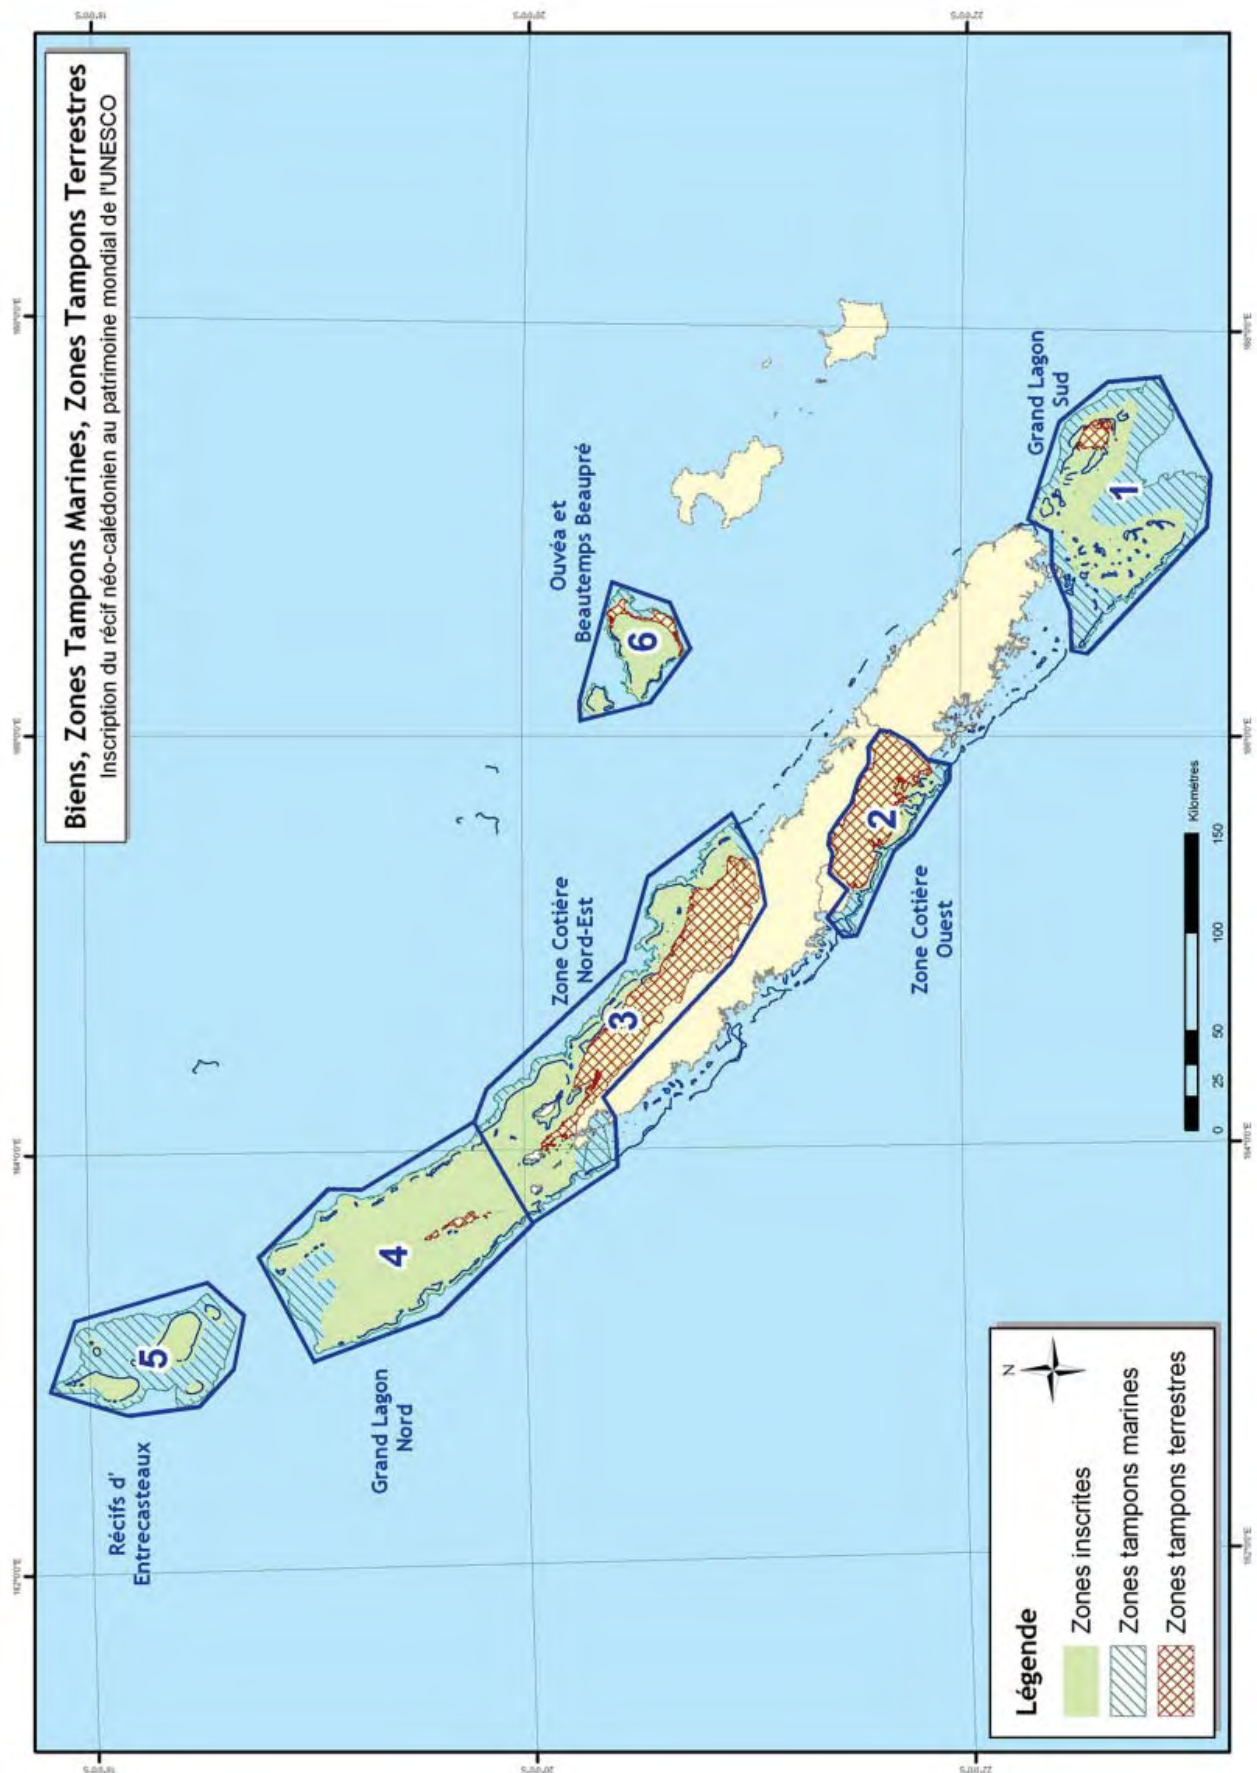 Biens, Zones Tampons Marines, Zones Tampons Terrestres
Inscription du récif néo-calédonien au patrimoine mondial de l'UNESCO
Récifs d'
Entrecasteaux
5
Grand Lagon
Nord
4
Zone Cotière
Nord-Est
3
Ouvéa et
Beautemps Beaupré
6
Zone Cotière
Ouest
2
Grand Lagon
Sud
1
Légende
N
Zones inscrites
Zones tampons marines
Zones tampons terrestres
0 25 50 100 150
Kilomètres